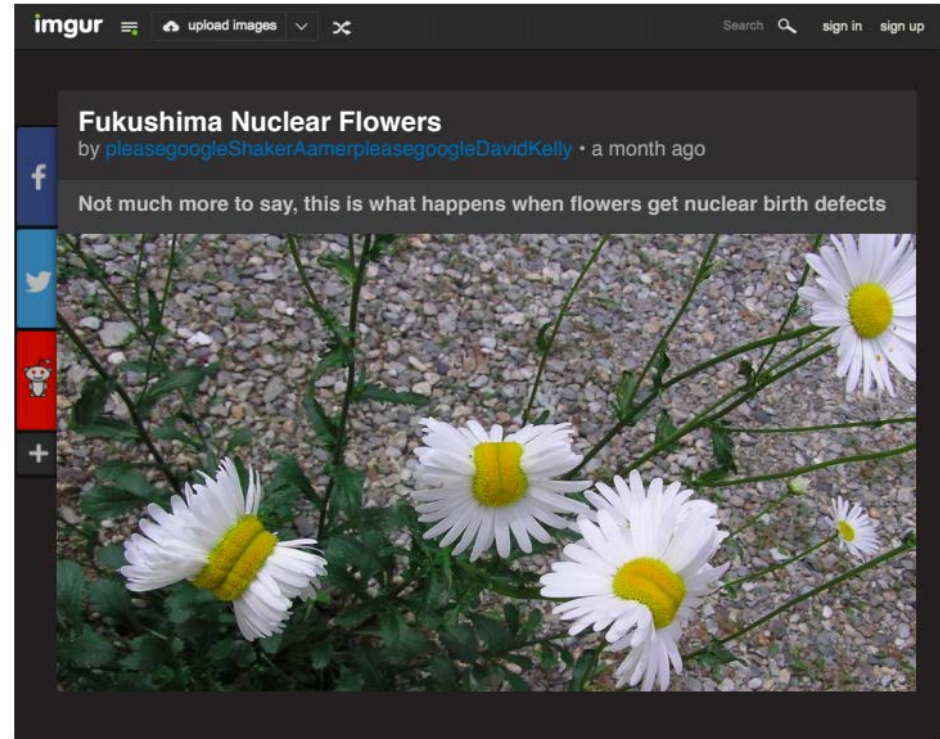 imgur upload images Search sign in sign up
Fukushima Nuclear Flowers
by pleasegoogleShakerAamerpleasegoogleDavidKelly • a month ago
Not much more to say, this is what happens when flowers get nuclear birth defects